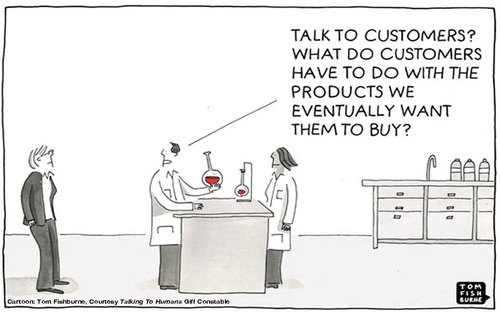 TALK TO CUSTOMERS?
WHAT DO CUSTOMERS
HAVE TO DO WITH THE
PRODUCTS WE
EVENTUALLY WANT
THEM TO BUY?
Cartoon: Tom Fishburne, Courtesy Talking To Humans Giff Constable
TOM
FISH
BURNE